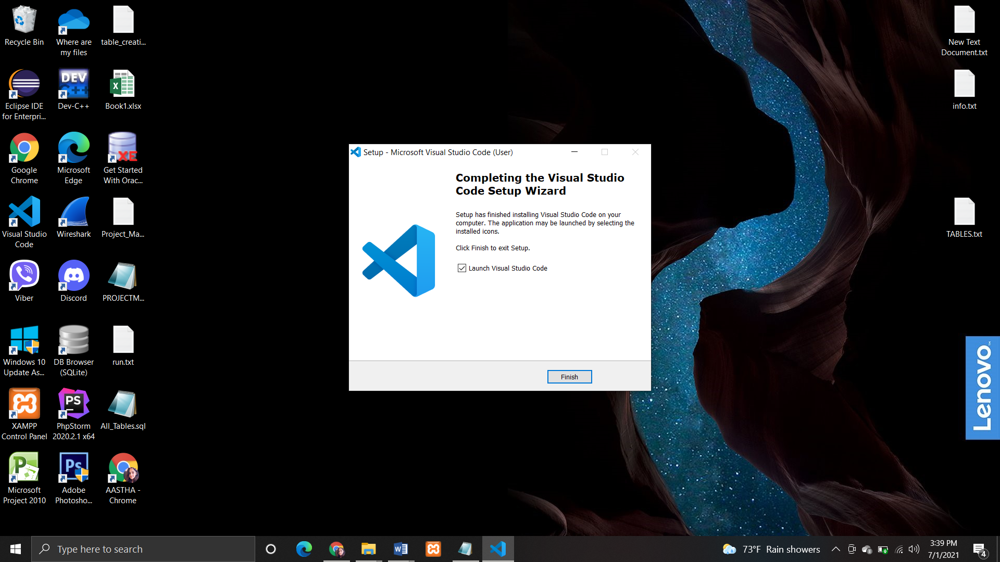 Recycle Bin
Where are
my files
table_creati...
Eclipse IDE
for Enterpri...
DEV
C++
Dev-C++
Book1.xlsx
Google
Chrome
Microsoft
Edge
XE
Get Started
With Orac...
Visual Studio
Code
Wireshark
Project_Ma...
Viber
Discord
PROJECTM...
Windows 10
Update As...
DB Browser
(SQLite)
run.txt
XAMPP
Control Panel
PS
PhpStorm
2020.2.1 x64
All_Tables.sql
P
Microsoft
Project 2010
Ps
Adobe
Photosho...
AASTHA -
Chrome
Setup - Microsoft Visual Studio Code (User)
Completing the Visual Studio
Code Setup Wizard
Setup has finished installing Visual Studio Code on your
computer. The application may be launched by selecting the
installed icons.
Click Finish to exit Setup.
Launch Visual Studio Code
Finish
New Text
Document.txt
info.txt
TABLES.txt
Lenovo™
Type here to search
73°F Rain showers
3:39 PM
7/1/2021
4